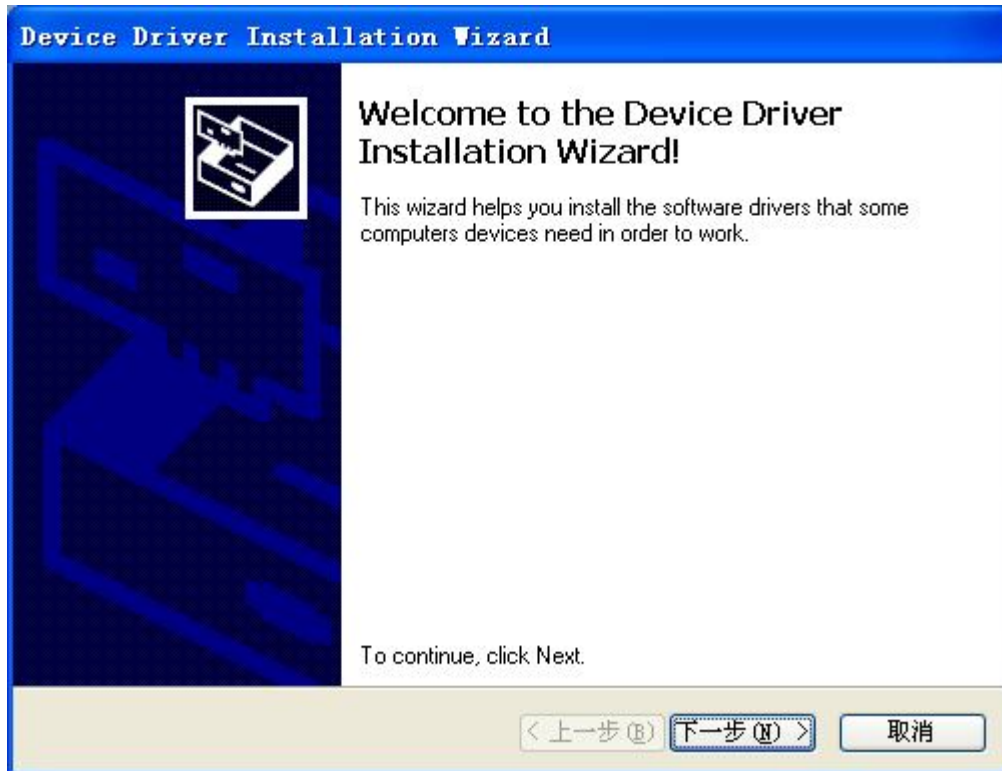 Device Driver Installation Wizard
Welcome to the Device Driver
Installation Wizard!
This wizard helps you install the software drivers that some
computers devices need in order to work.
To continue, click Next.
< 上一步(B) 下一步(N) > 取消